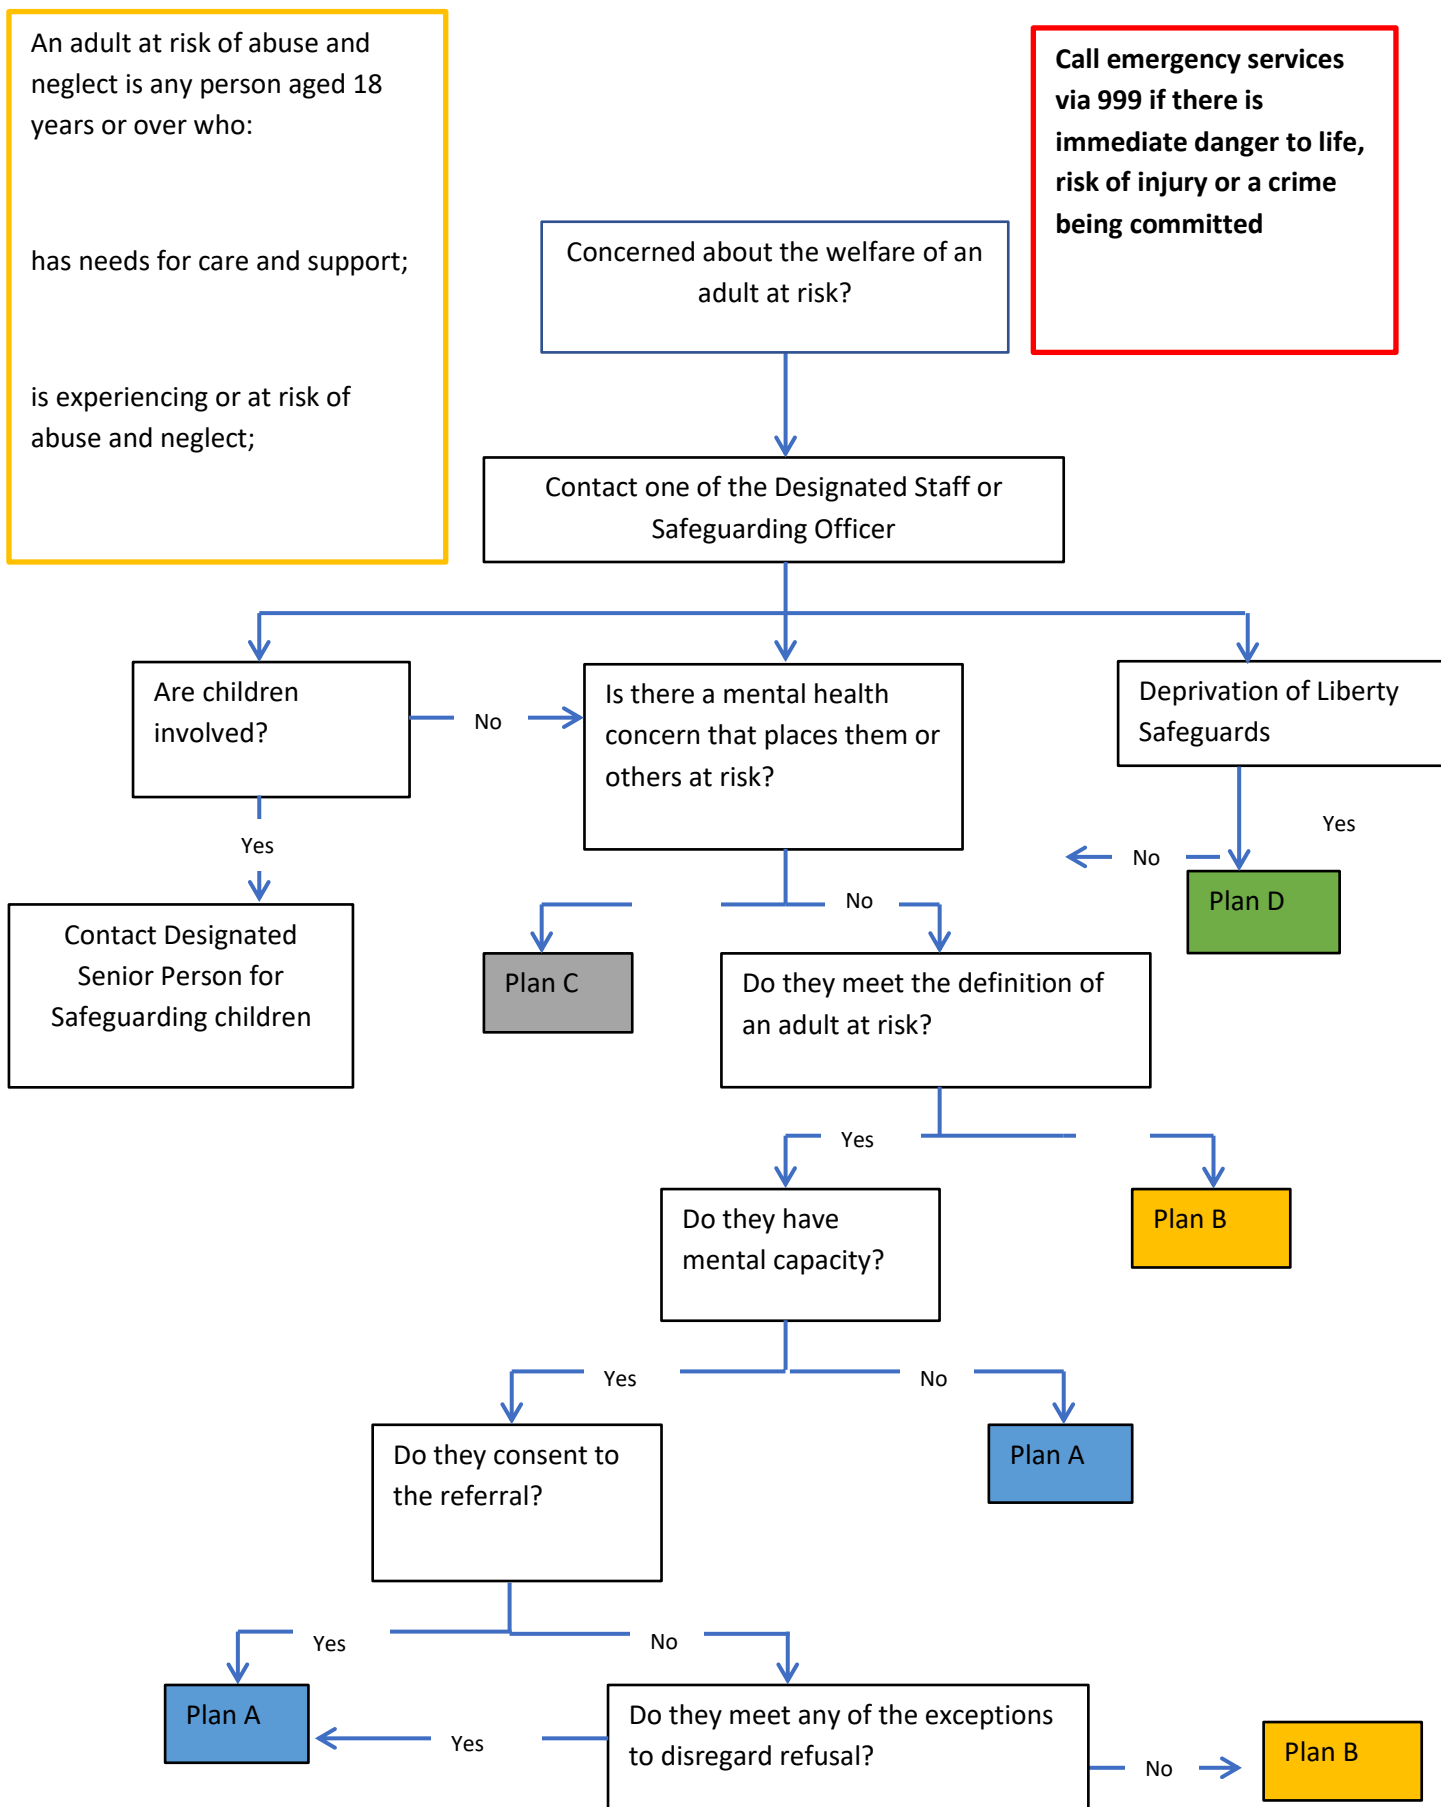 An adult at risk of abuse and
neglect is any person aged 18
years or over who:
has needs for care and support;
is experiencing or at risk of
abuse and neglect;
Call emergency services
via 999 if there is
immediate danger to life,
risk of injury or a crime
being committed
Concerned about the welfare of an
adult at risk?
Contact one of the Designated Staff or
Safeguarding Officer
Are children
involved?
No
Is there a mental health
concern that places them or
others at risk?
Deprivation of Liberty
Safeguards
Yes
Yes
No
Contact Designated
Senior Person for
Safeguarding children
No
Plan D
Plan C
Do they meet the definition of
an adult at risk?
Yes
Do they have
mental capacity?
Plan B
Yes
No
Do they consent to
the referral?
Plan A
Yes
No
Plan A
Yes
Do they meet any of the exceptions
to disregard refusal?
No
Plan B